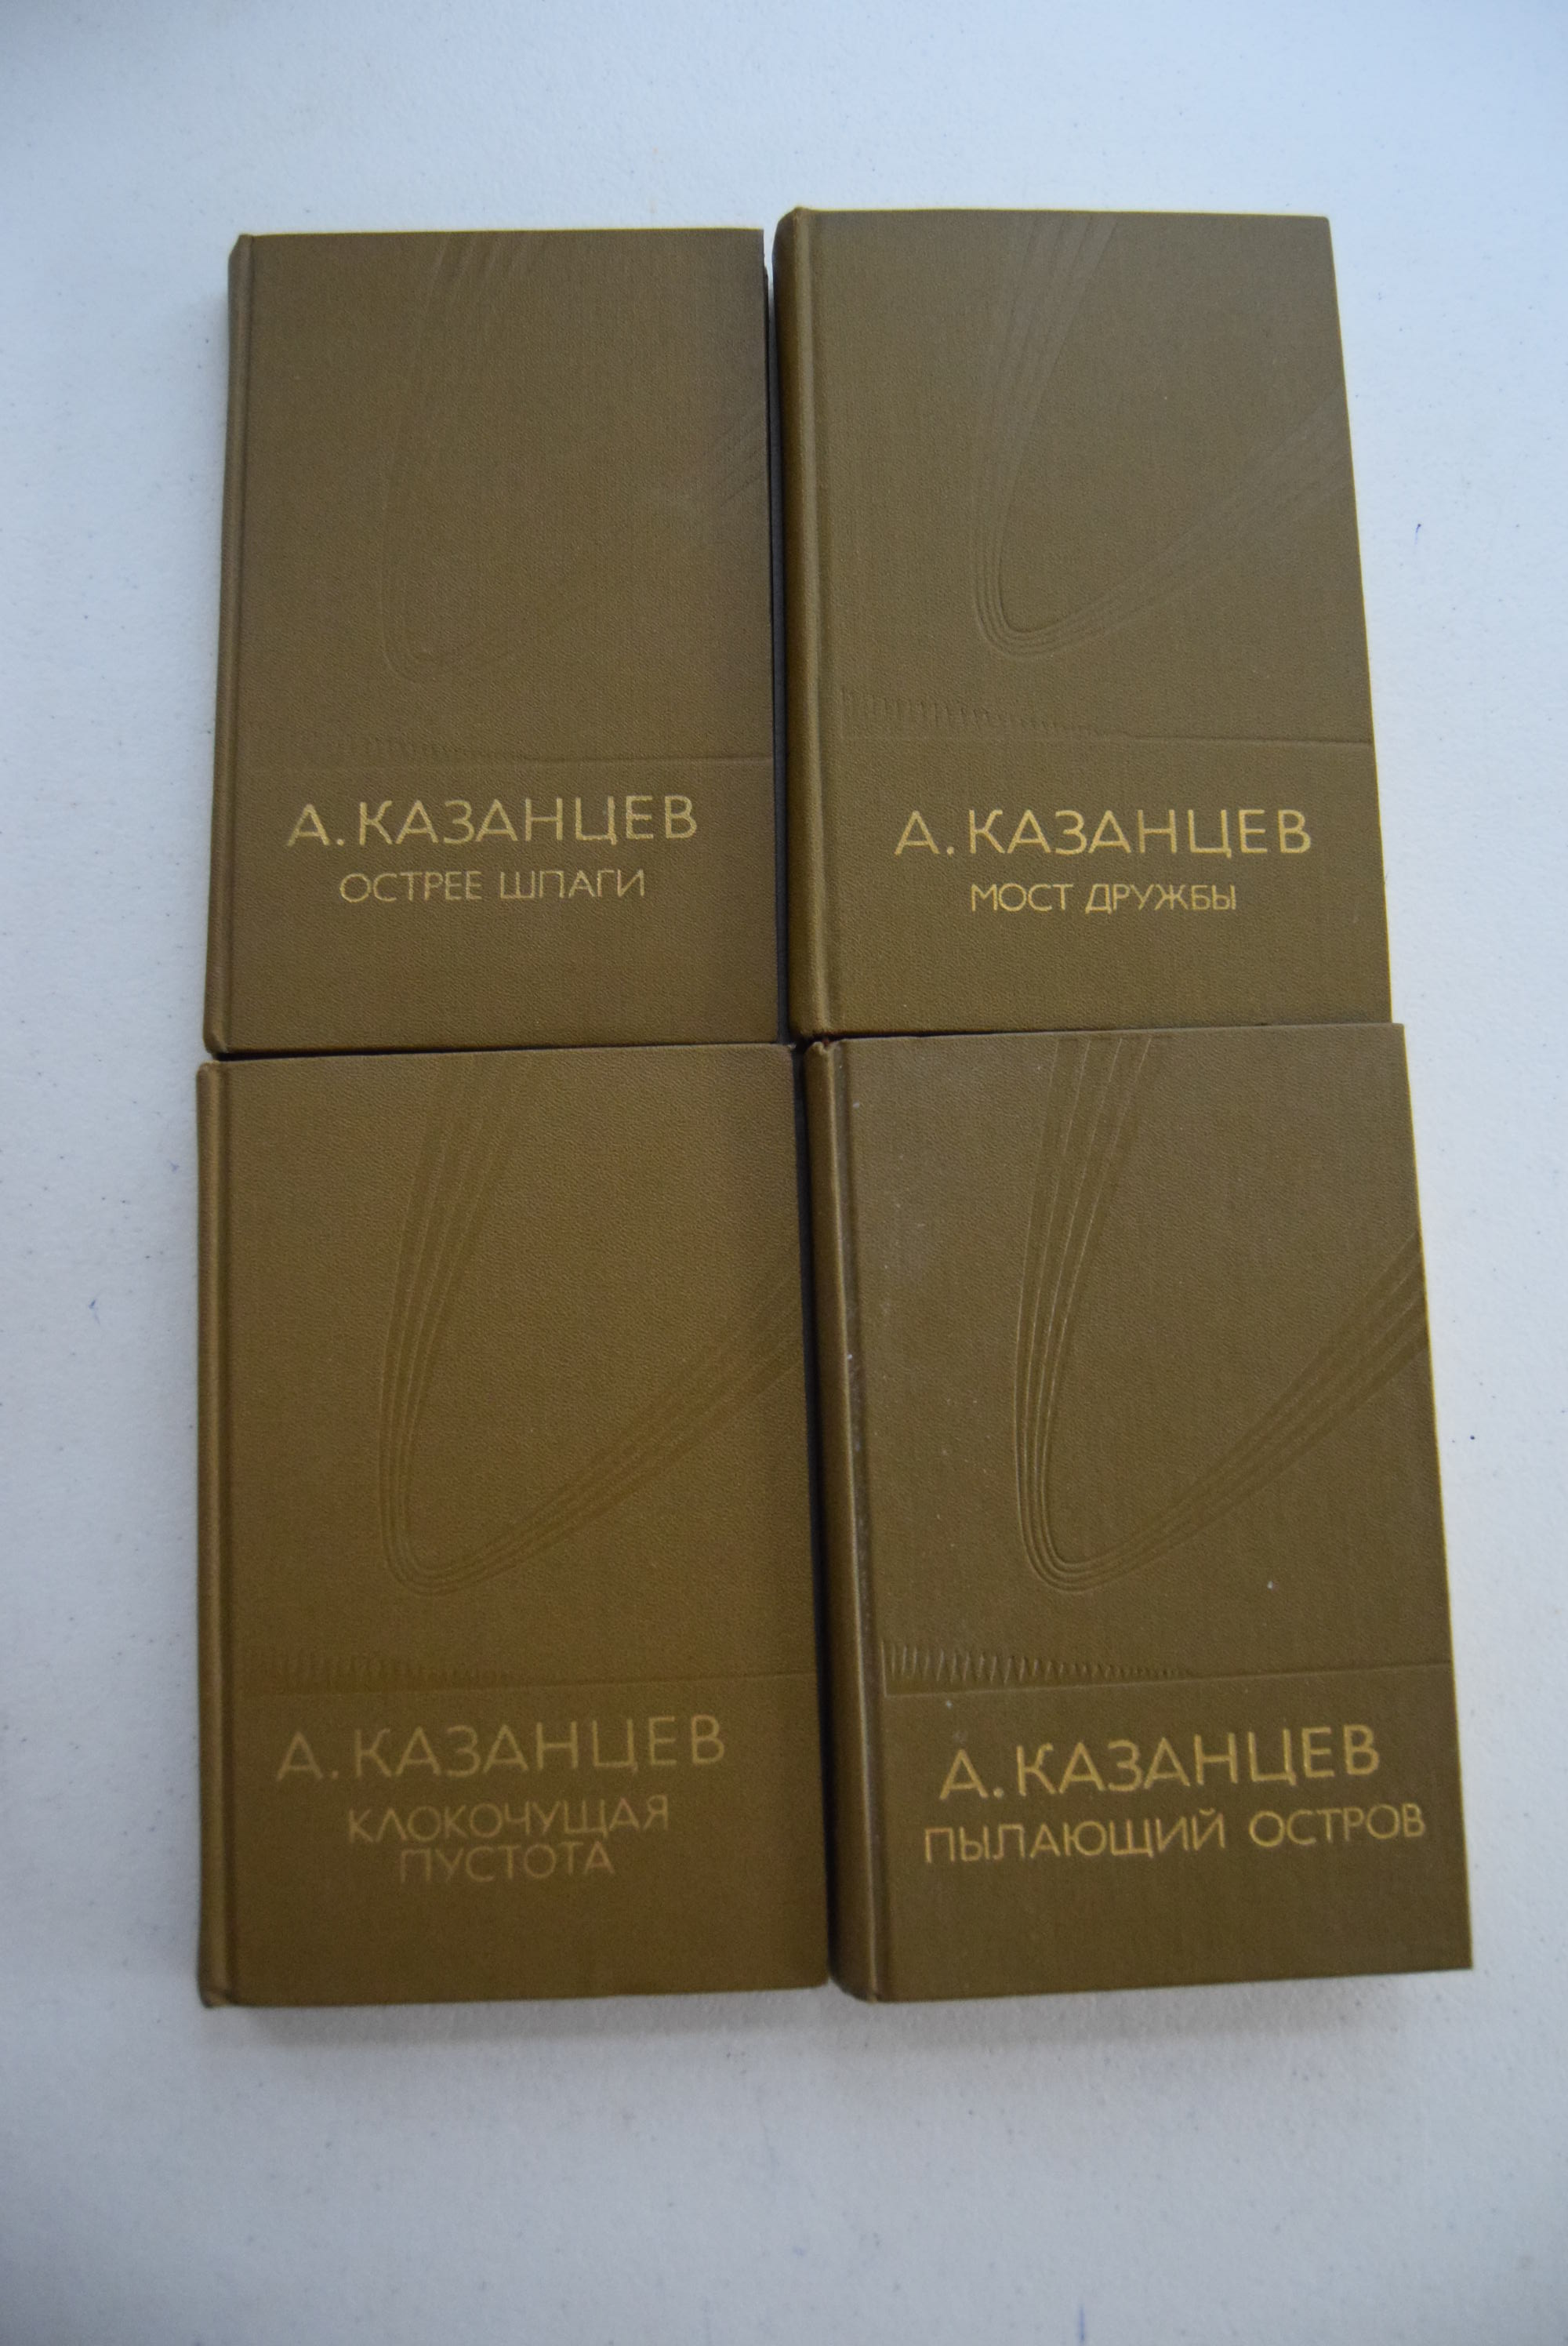 А. КАЗАНЦЕВ
ОСТРЕЕ ШПАГИ
А. КАЗАНЦЕВ
МОСТ ДРУЖБЫ
А. КАЗАНЦЕВ
КЛОКОЧУЩАЯ
ПУСТОТА
А. КАЗАНЦЕВ
ПЫЛАЮЩИЙ ОСТРОВ